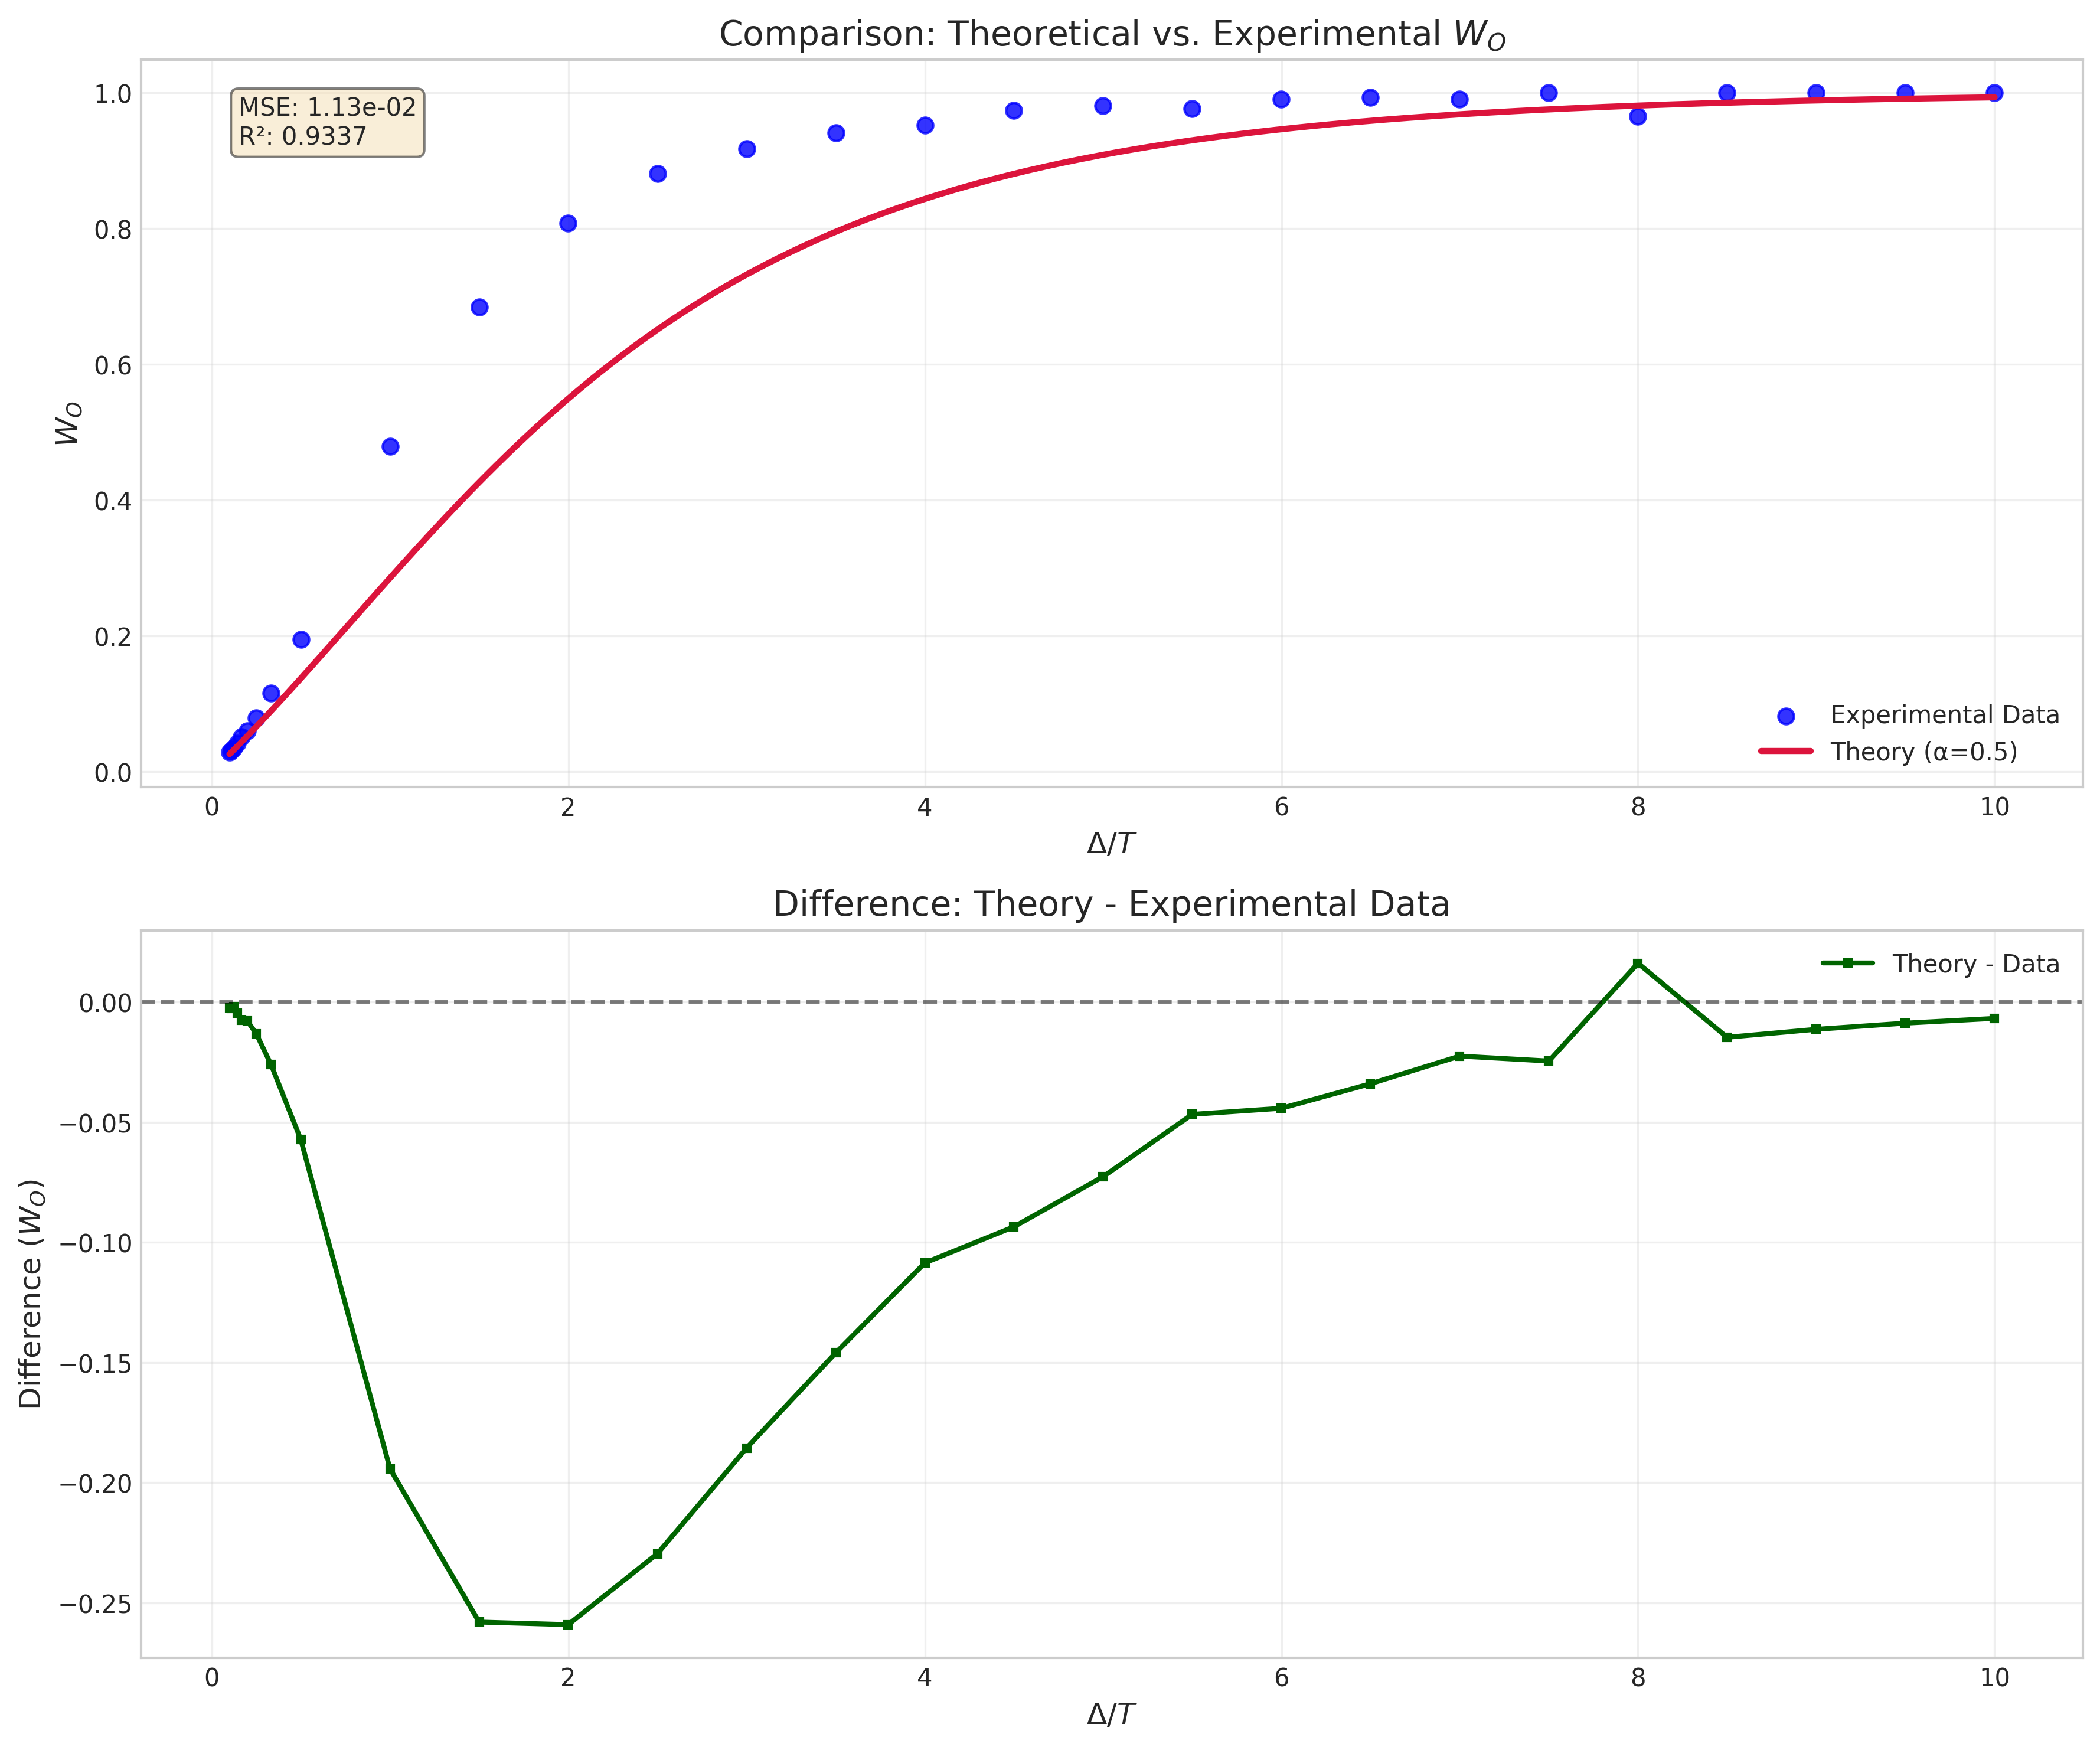 Comparison: Theoretical vs. Experimental W_O
MSE: 1.13e-02
R²: 0.9337
1.0
0.8
0.6
0.4
0.2
0.0
W_O
Experimental Data
Theory (α=0.5)
0 2 4 6 8 10
Δ/T
Difference: Theory - Experimental Data
Theory - Data
0.00
−0.05
−0.10
−0.15
−0.20
−0.25
Difference (W_O)
0 2 4 6 8 10
Δ/T